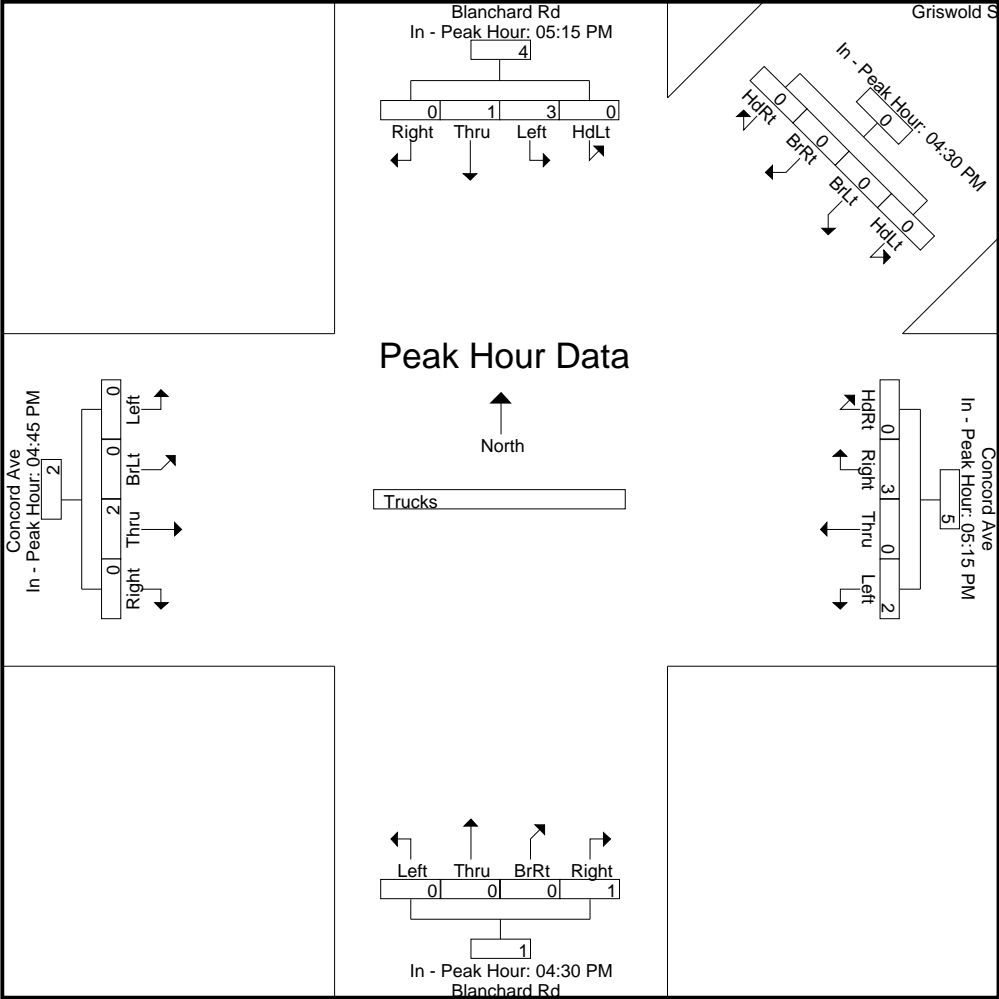 Blanchard Rd
In - Peak Hour: 05:15 PM
4
0 1 3 0
Right Thru Left HdLt
Griswold S
In - Peak Hour: 04:30 PM
0
0 0 0 0
HdRt BrRt BrLt HdLt
Peak Hour Data
North
Trucks
Concord Ave
In - Peak Hour: 04:45 PM
2
0 0 2 0
Left BrLt Thru Right
Concord Ave
In - Peak Hour: 05:15 PM
5
0 3 0 2
HdRt Right Thru Left
Left Thru BrRt Right
0 0 0 1
1
In - Peak Hour: 04:30 PM
Blanchard Rd